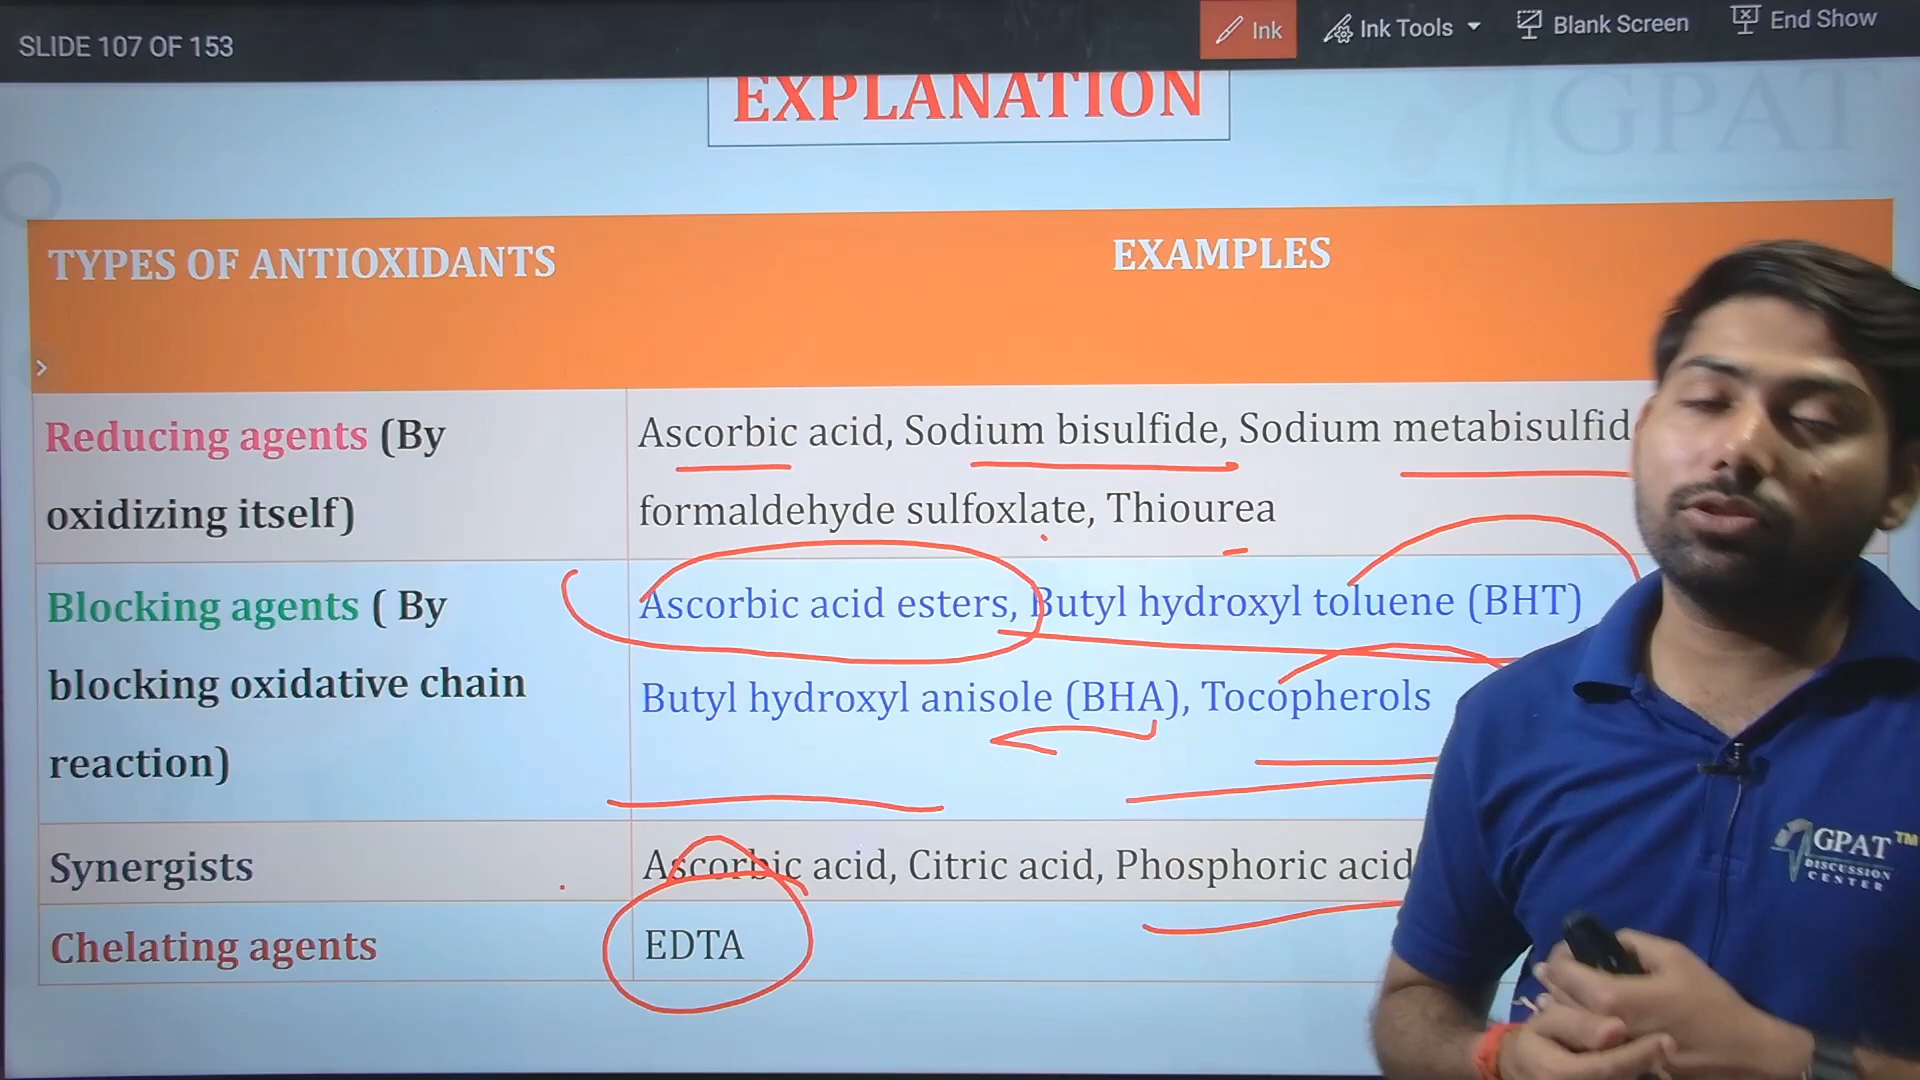 SLIDE 107 OF 153
Ink
Ink Tools
Blank Screen
End Show
EXPLANATION
GPAT
TYPES OF ANTIOXIDANTS
EXAMPLES
Reducing agents (By
oxidizing itself)
Ascorbic acid, Sodium bisulfide, Sodium metabisulfid
formaldehyde sulfoxlate, Thiourea
Blocking agents ( By
blocking oxidative chain
reaction)
Ascorbic acid esters, Butyl hydroxyl toluene (BHT)
Butyl hydroxyl anisole (BHA), Tocopherols
Synergists
Ascorbic acid, Citric acid, Phosphoric acid
Chelating agents
EDTA
GPAT™
DISCUSSION
CENTER